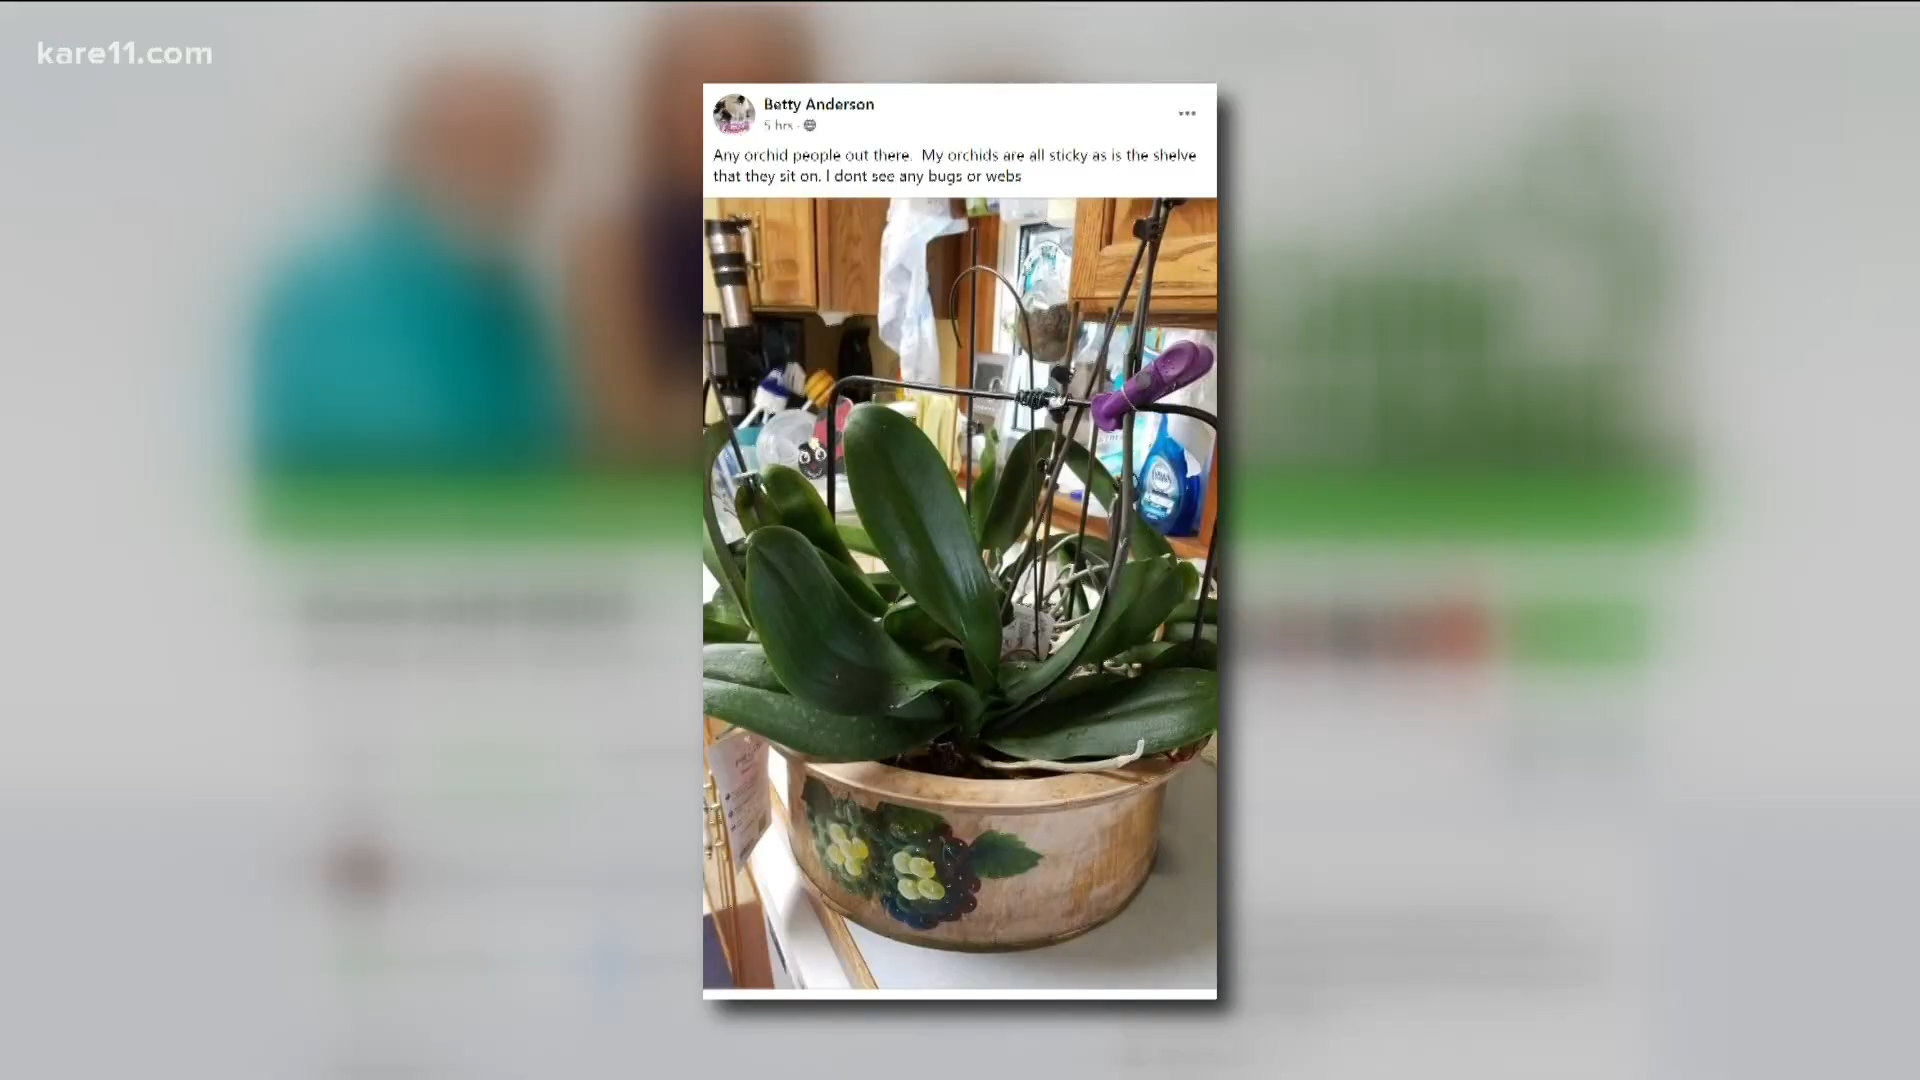 kare11.com
Betty Anderson
5 hrs ·
Any orchid people out there. My orchids are all sticky as is the shelve
that they sit on. I dont see any bugs or webs